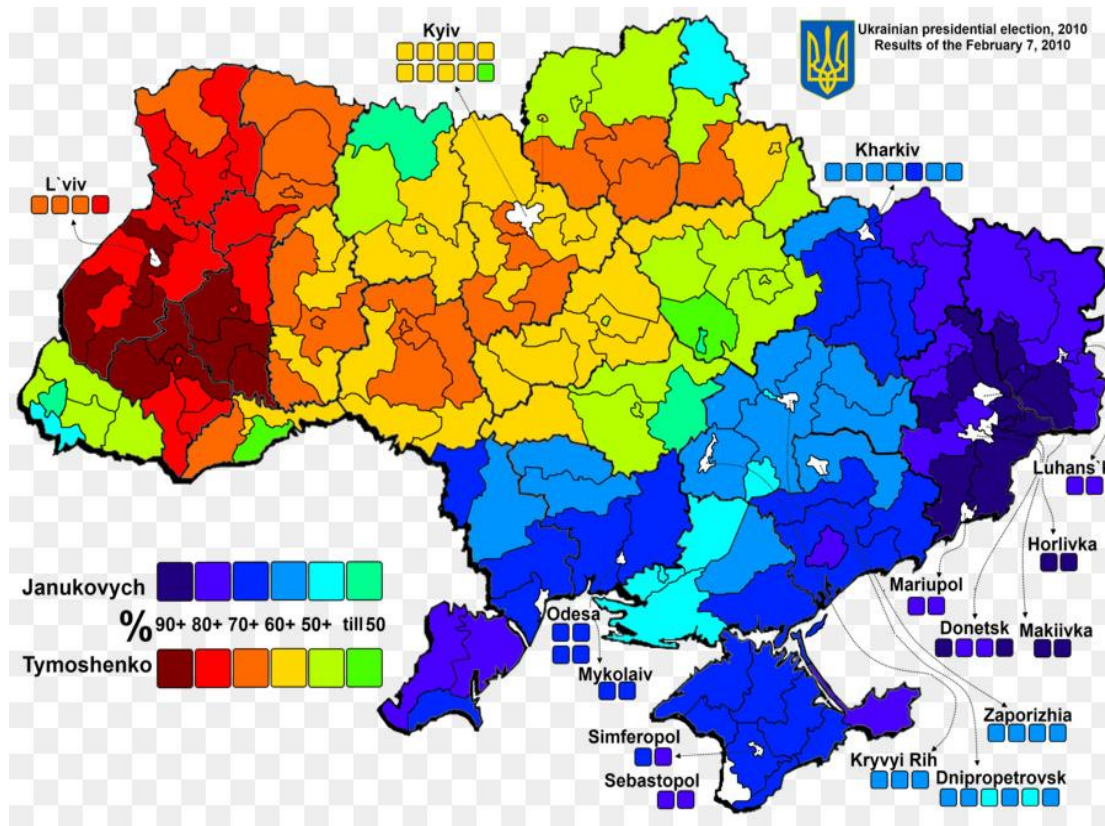 Kyiv
Ukrainian presidential election, 2010
Results of the February 7, 2010
Kharkiv
L`viv
Luhans`
Horlivka
Janukovych
% 90+ 80+ 70+ 60+ 50+ till 50
Tymoshenko
Odesa
Mykolaiv
Mariupol
Donetsk Makiivka
Simferopol
Sebastopol
Zaporizhia
Kryvyi Rih
Dnipropetrovsk